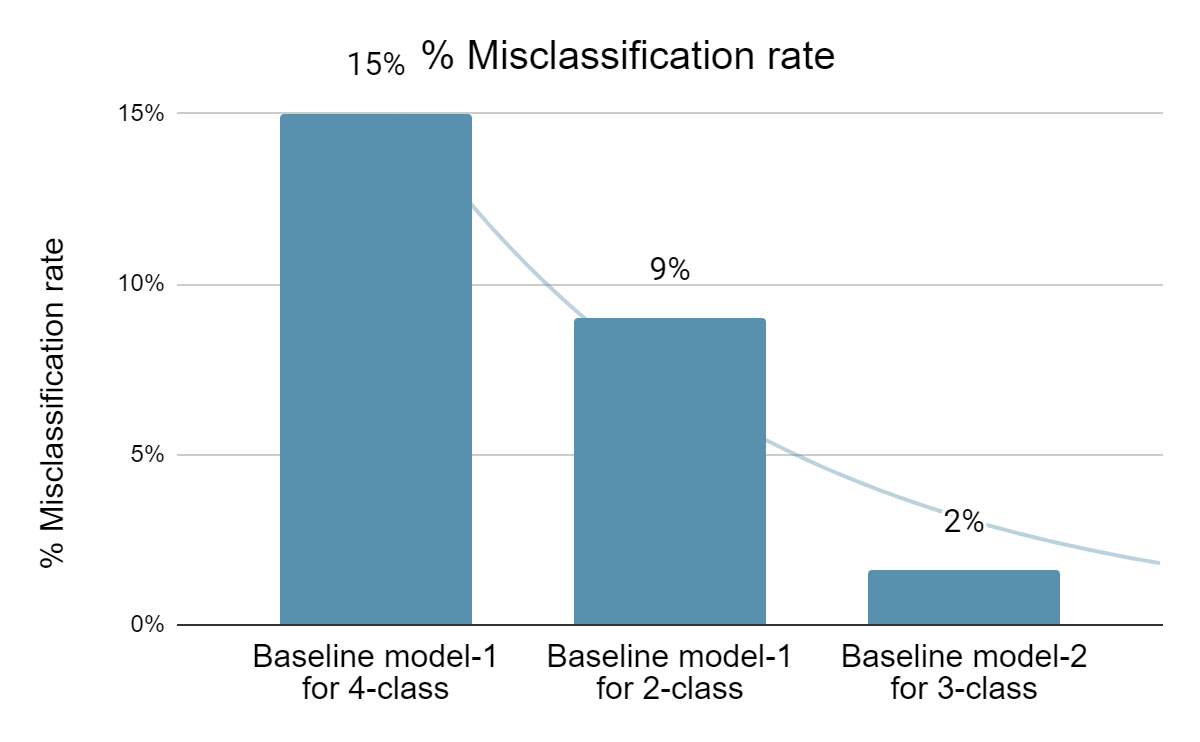 % Misclassification rate
15%
15%
9%
10%
5%
2%
0%
% Misclassification rate
Baseline model-1
for 4-class
Baseline model-1
for 2-class
Baseline model-2
for 3-class